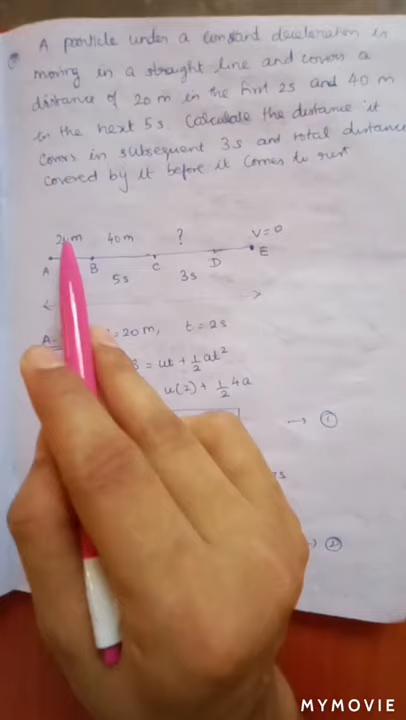 A particle under a constant deceleration is
moving in a straight line and covers a
distance of 20 m in the first 2s and 40 m
in the next 5s. Calculate the distance it
covers in subsequent 3s and total distance
covered by it before it comes to rest
20m 40m ? V=0
A B C D E
5s 3s
A- =20m, t=2s
= ut + 1/2 at²
u(2) + 1/2 4a
→ ①
→ ②
MYMOVIE